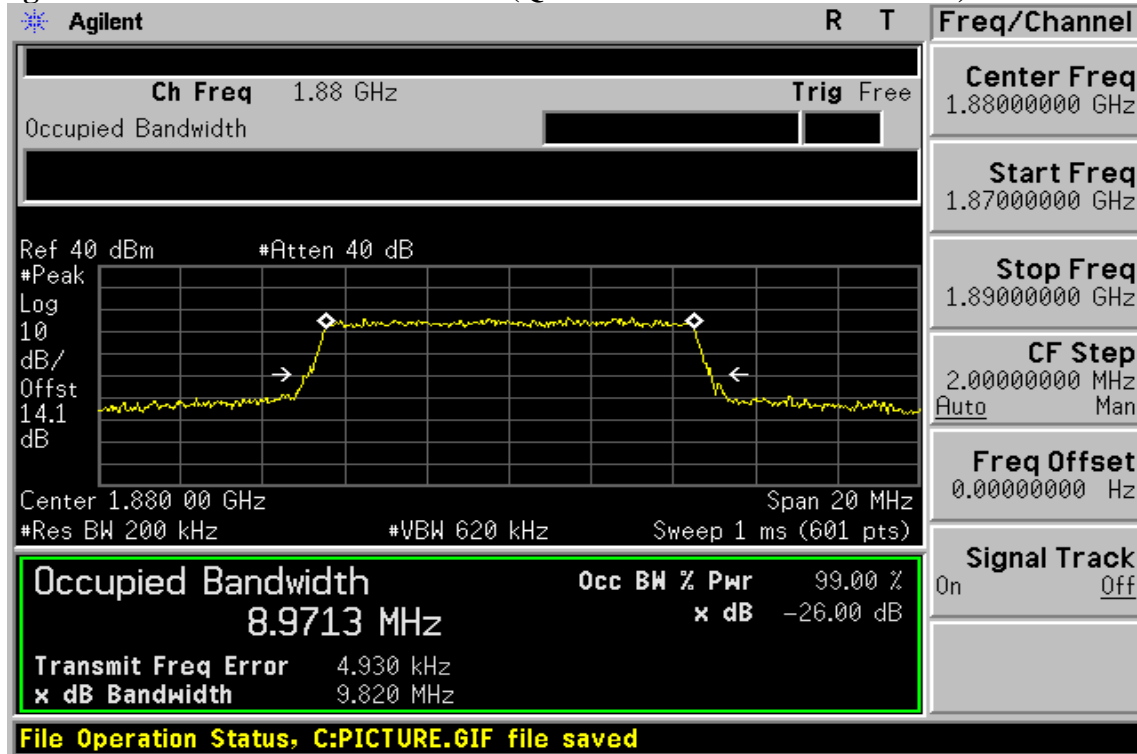 Agilent R T
Freq/Channel
Ch Freq 1.88 GHz Trig Free
Occupied Bandwidth
Center Freq
1.88000000 GHz
Start Freq
1.87000000 GHz
Stop Freq
1.89000000 GHz
CF Step
2.00000000 MHz
Auto Man
Freq Offset
0.00000000 Hz
Signal Track
On Off
Ref 40 dBm #Atten 40 dB
#Peak
Log
10
dB/
Offst
14.1
dB
Center 1.880 00 GHz Span 20 MHz
#Res BW 200 kHz #VBW 620 kHz Sweep 1 ms (601 pts)
Occupied Bandwidth
8.9713 MHz
Occ BW % Pwr 99.00 %
x dB -26.00 dB
Transmit Freq Error 4.930 kHz
x dB Bandwidth 9.820 MHz
File Operation Status, C:PICTURE.GIF file saved